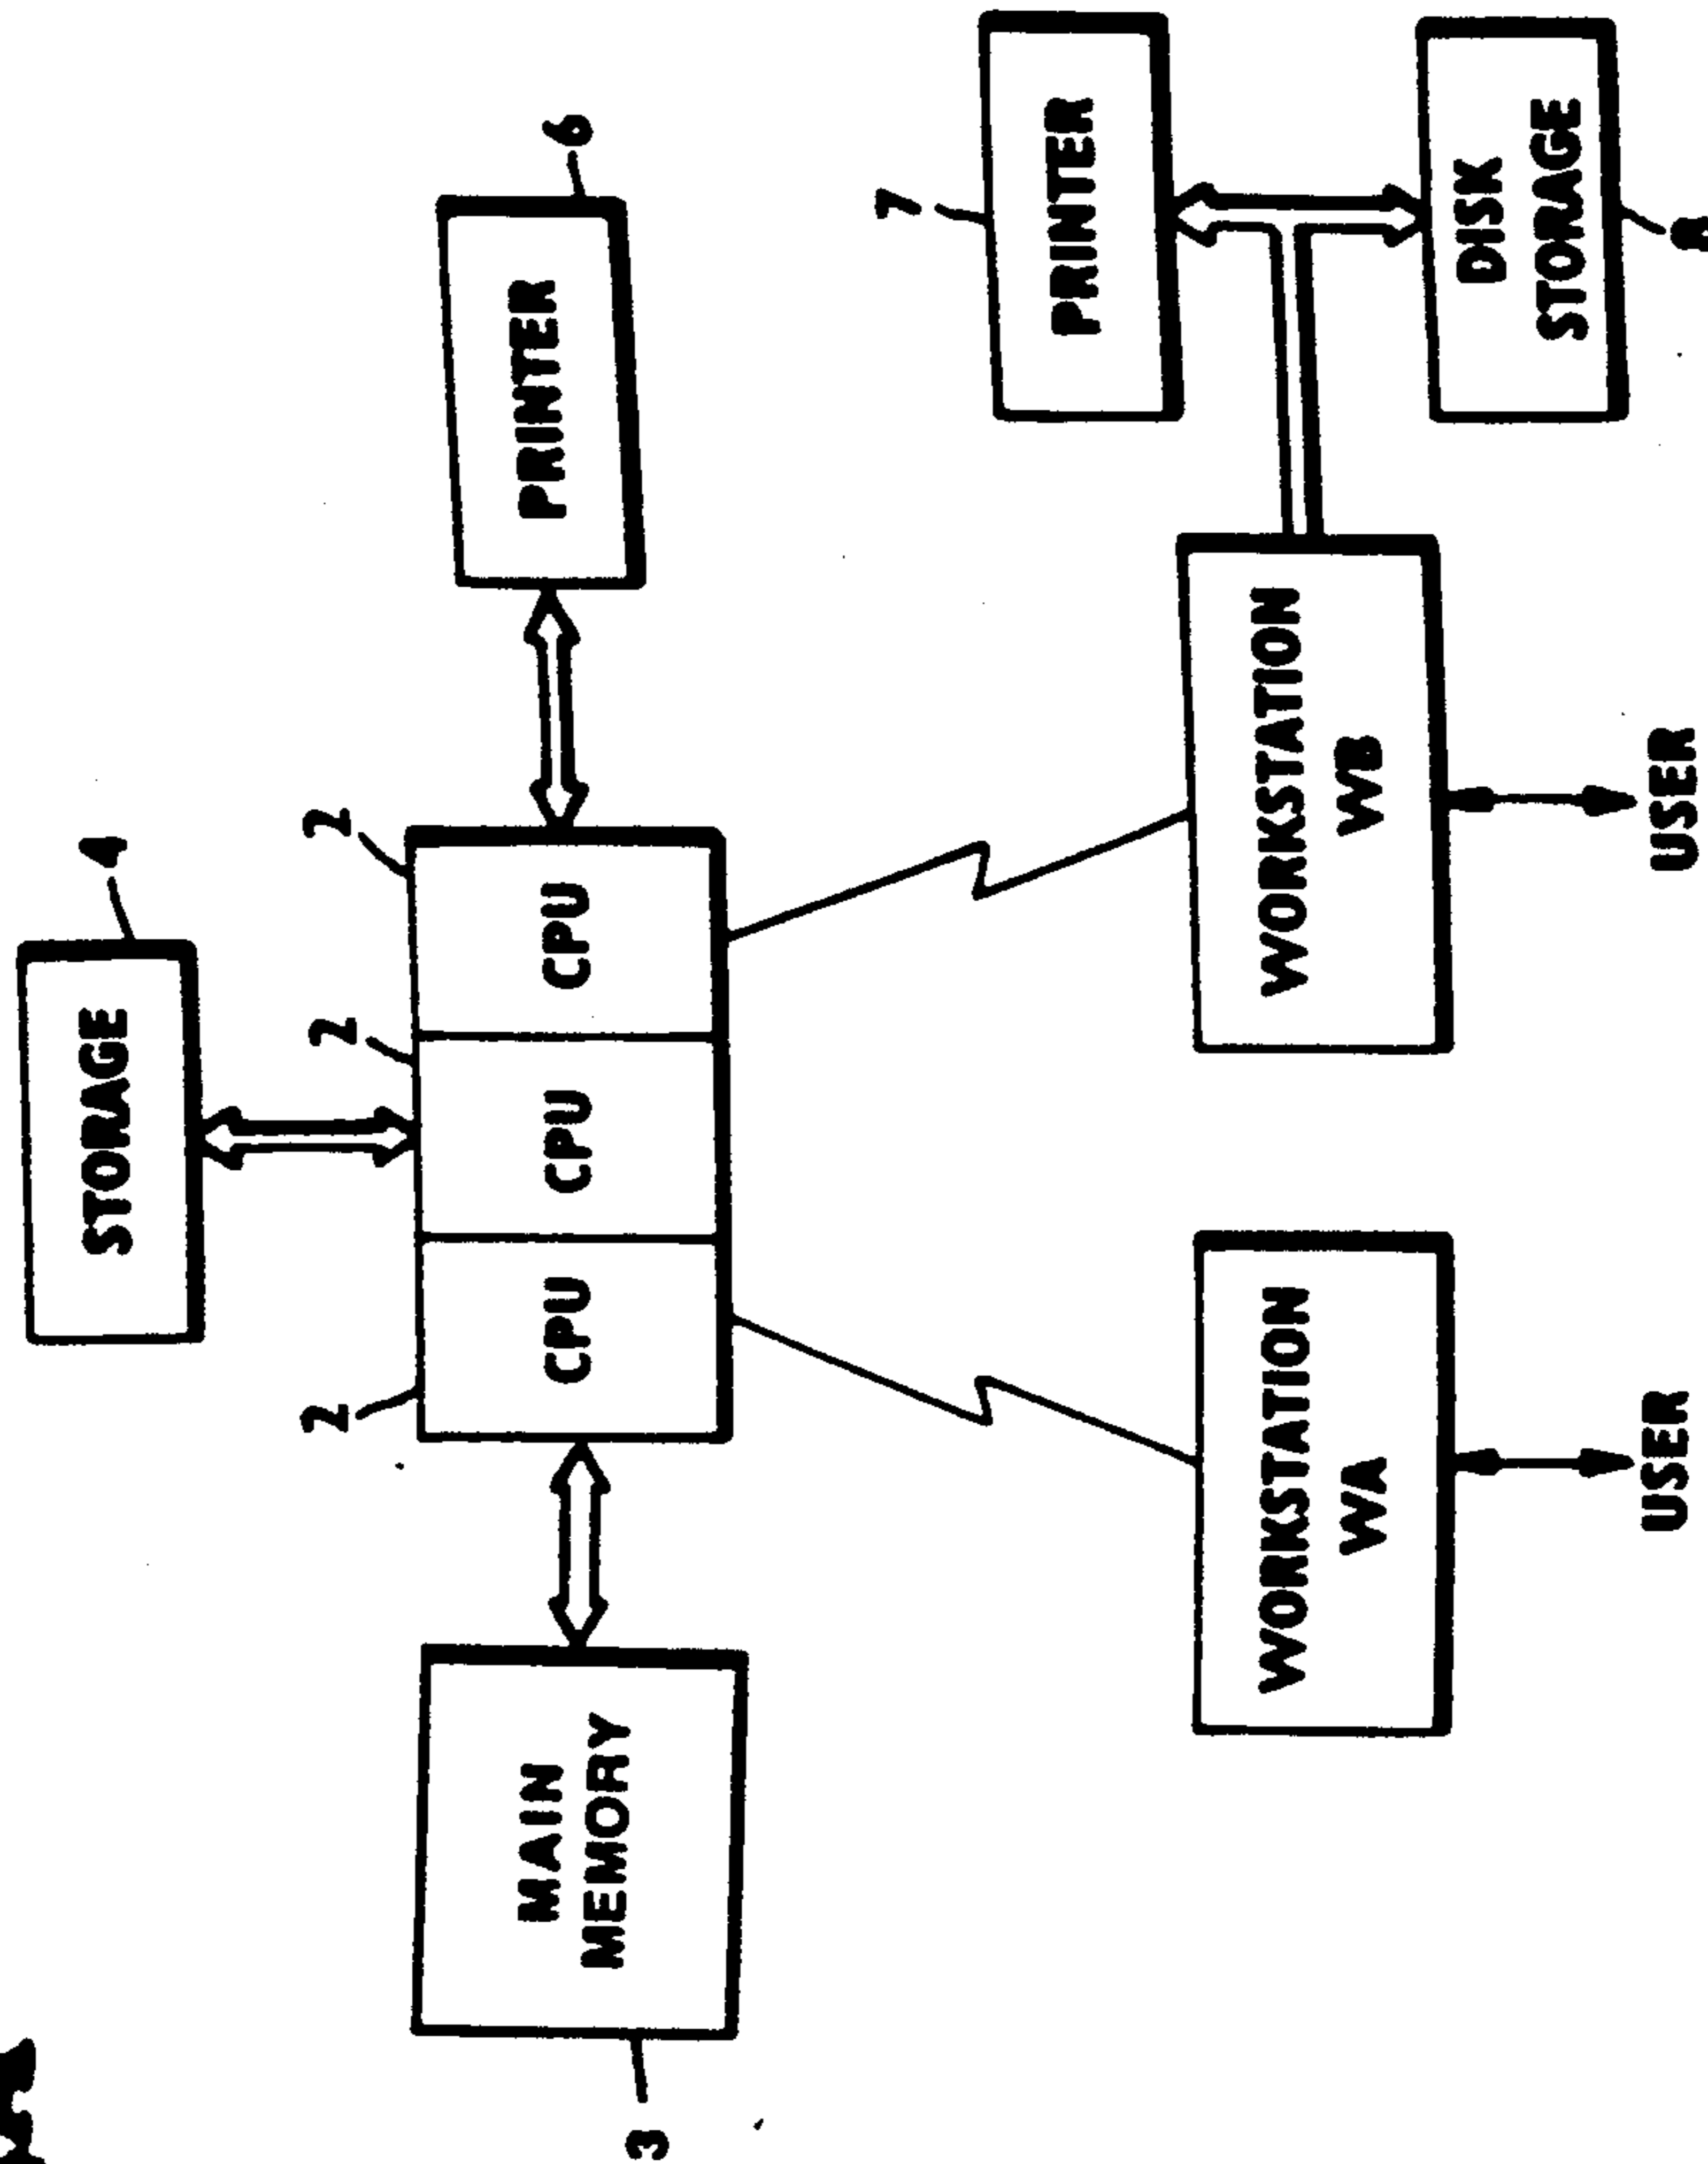 4
STORAGE
2
2
2
CPU
CPU
CPU
3
MAIN
MEMORY
PRINTER
6
7
PRINTER
WORKSTATION
WA
WORKSTATION
WB
DISK
STORAGE
8
USER
USER